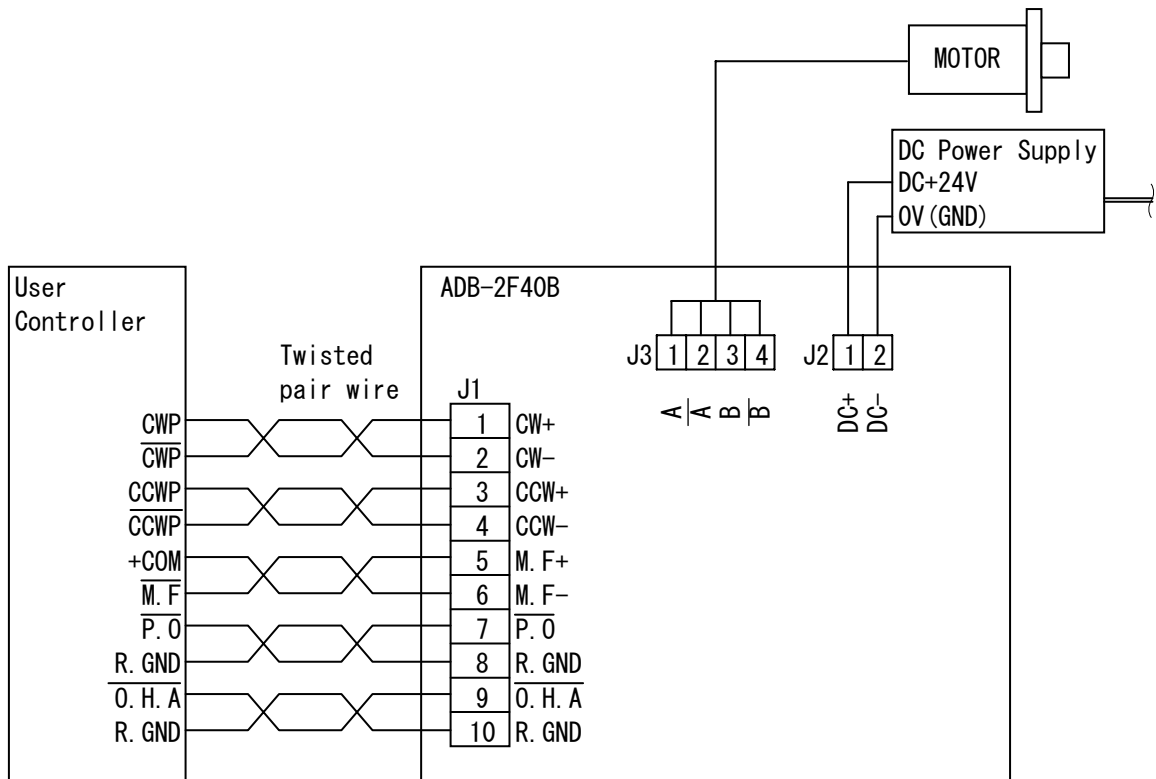 MOTOR
DC Power Supply
DC+24V
0V(GND)
User
Controller
ADB-2F40B
Twisted
pair wire
J3 1 2 3 4
J2 1 2
A
A̅
B
B̅
DC+
DC-
J1
CWP 1 CW+
C̅W̅P̅ 2 CW-
CCWP 3 CCW+
C̅C̅W̅P̅ 4 CCW-
+COM 5 M.F+
M̅.̅F̅ 6 M.F-
P̅.̅O̅ 7 P̅.̅O̅
R.GND 8 R.GND
O̅.̅H̅.̅A̅ 9 O̅.̅H̅.̅A̅
R.GND 10 R.GND